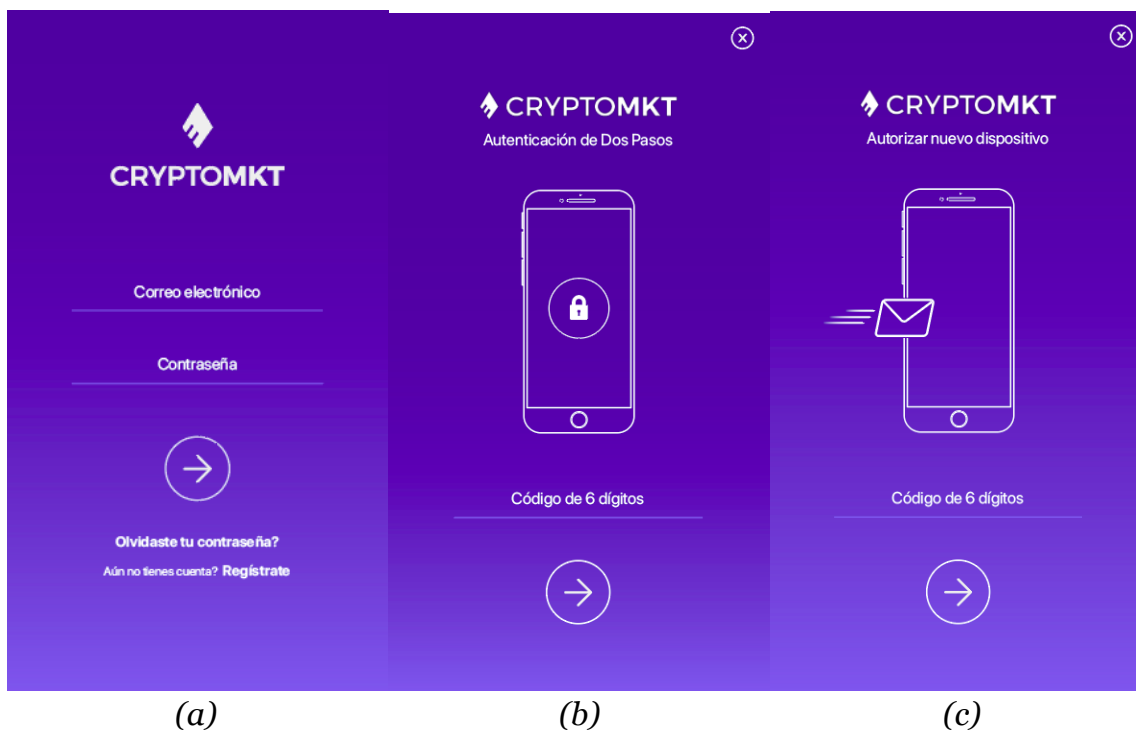 CRYPTOMKT
Correo electrónico
Contraseña
Olvidaste tu contraseña?
Aún no tienes cuenta? Regístrate
CRYPTOMKT
Autenticación de Dos Pasos
Código de 6 dígitos
CRYPTOMKT
Autorizar nuevo dispositivo
Código de 6 dígitos
(a)
(b)
(c)